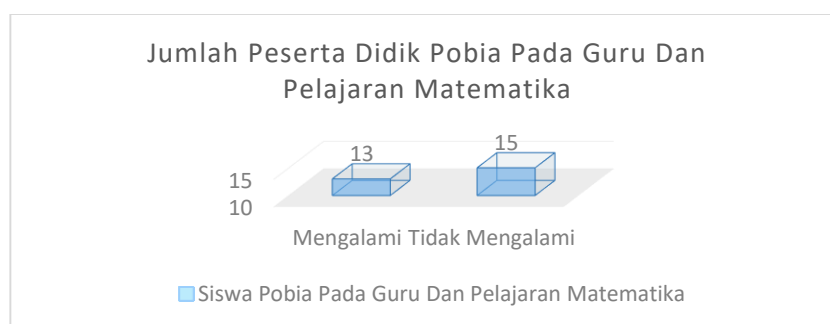 Jumlah Peserta Didik Pobia Pada Guru Dan
Pelajaran Matematika
13
15
15
10
Mengalami Tidak Mengalami
Siswa Pobia Pada Guru Dan Pelajaran Matematika